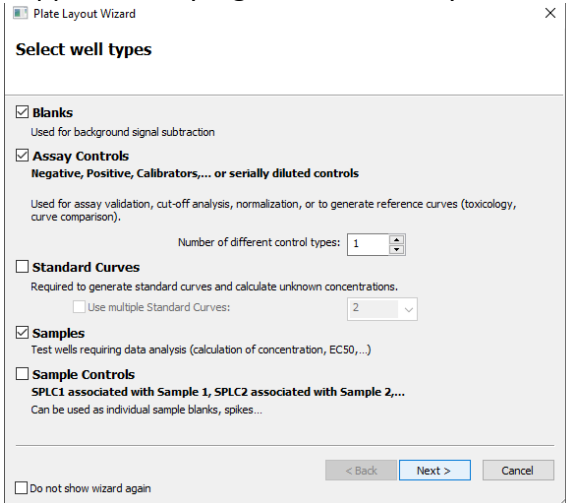 Plate Layout Wizard
Select well types
Blanks
Used for background signal subtraction
Assay Controls
Negative, Positive, Calibrators,... or serially diluted controls
Used for assay validation, cut-off analysis, normalization, or to generate reference curves (toxicology,
curve comparison).
Number of different control types: 1
Standard Curves
Required to generate standard curves and calculate unknown concentrations.
Use multiple Standard Curves: 2
Samples
Test wells requiring data analysis (calculation of concentration, EC50,...)
Sample Controls
SPLC1 associated with Sample 1, SPLC2 associated with Sample 2,...
Can be used as individual sample blanks, spikes...
< Back Next > Cancel
Do not show wizard again